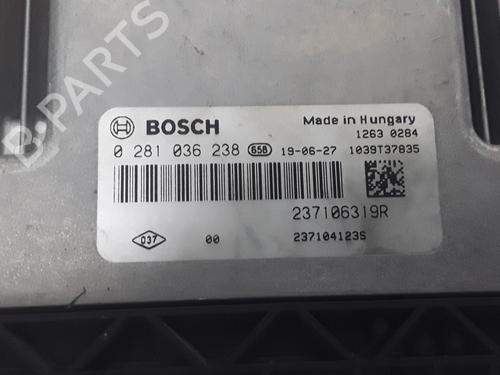 B-PARTS
BOSCH
Made in Hungary
1263 0284
0 281 036 238 658 19-06-27 1039T37835
237106319R
037 00 237104123S